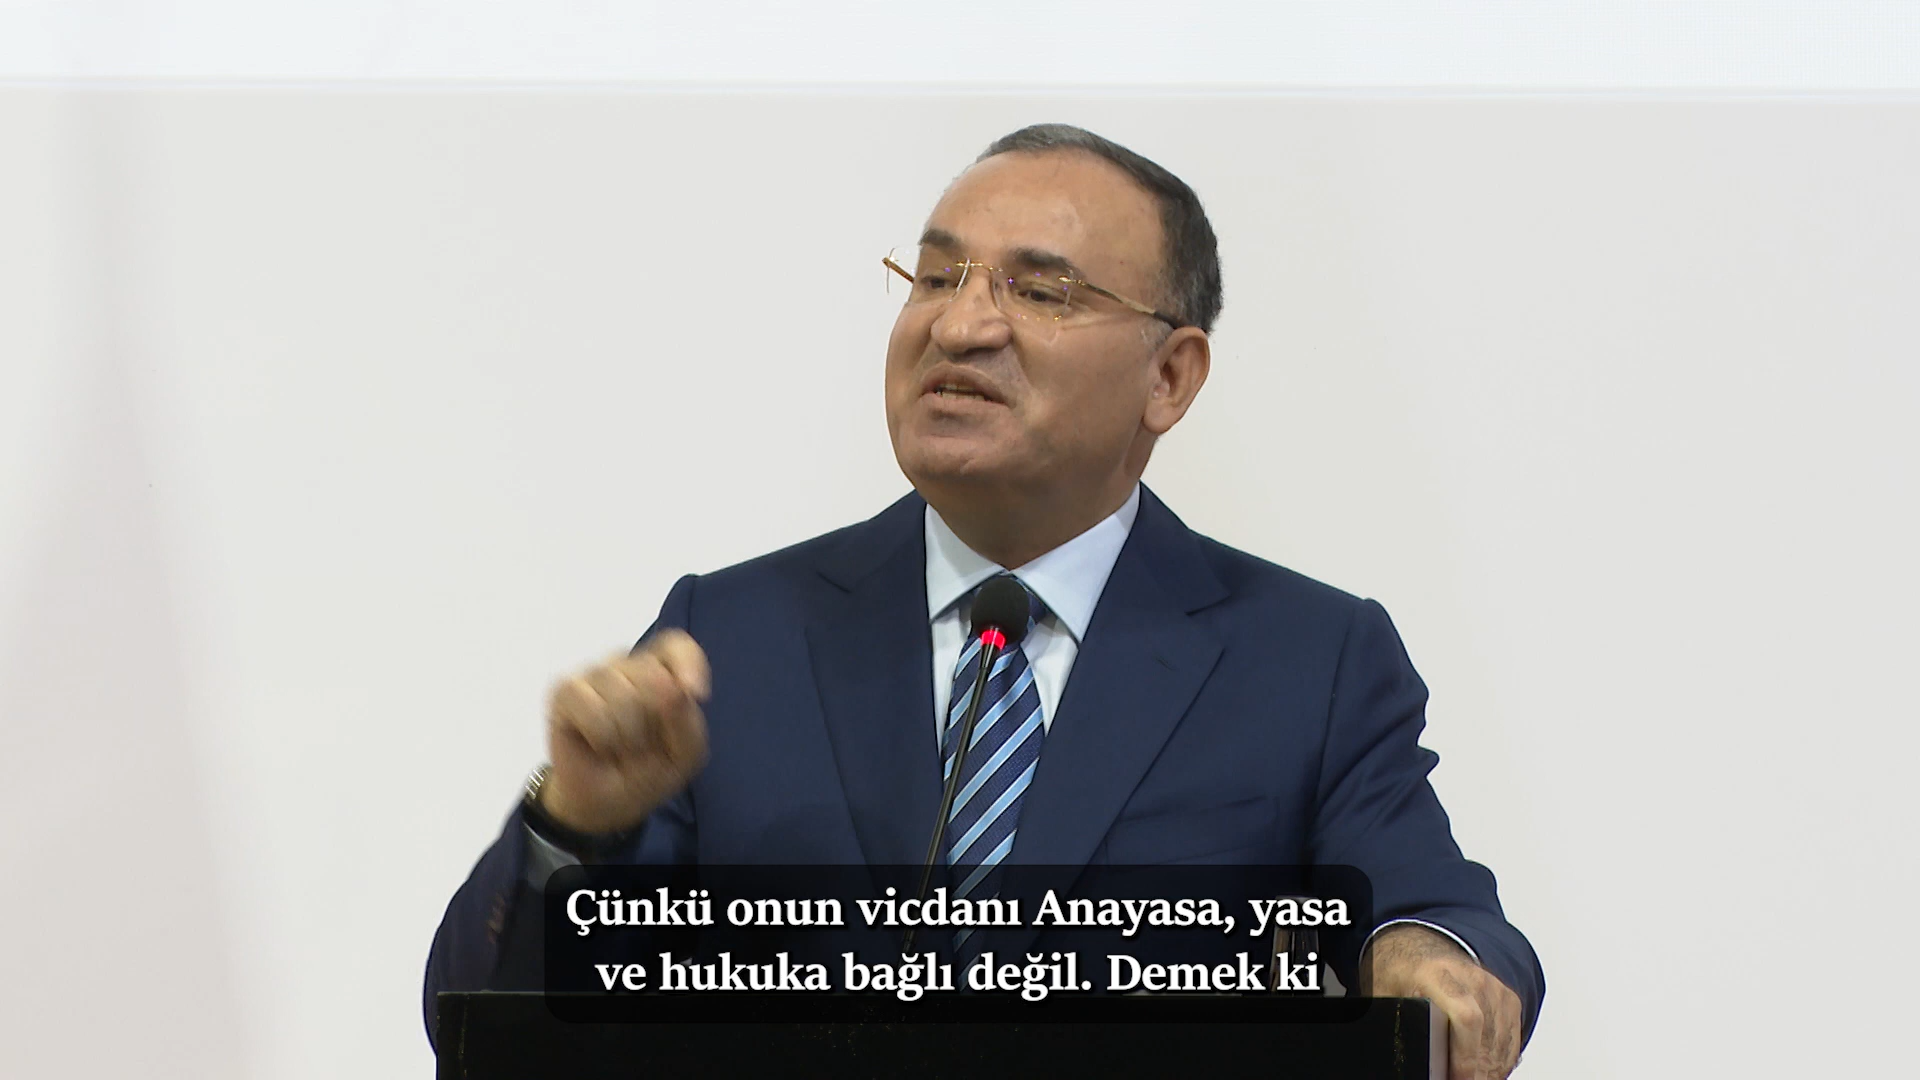 Çünkü onun vicdanı Anayasa, yasa
ve hukuka bağlı değil. Demek ki